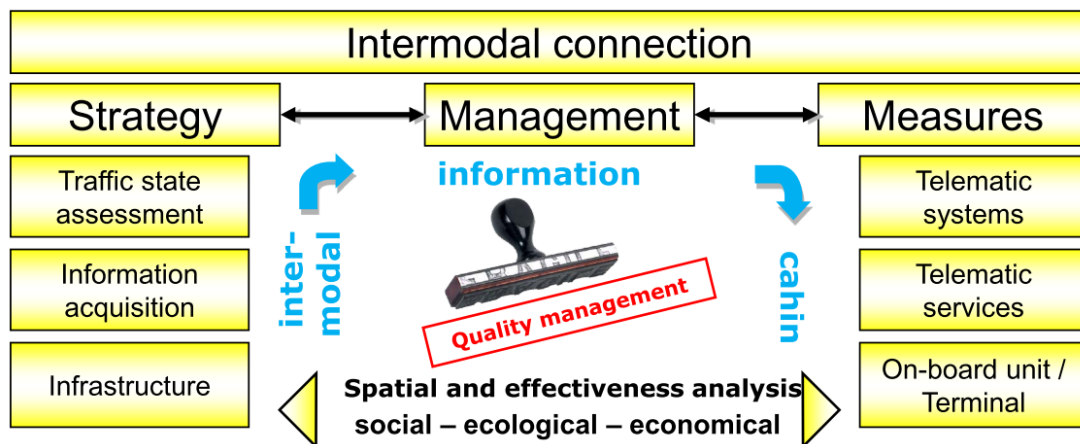 Intermodal connection
Strategy
Management
Measures
Traffic state
assessment
Information
acquisition
Infrastructure
inter-
modal
information
cahin
Quality management
Spatial and effectiveness analysis
social – ecological – economical
Telematic
systems
Telematic
services
On-board unit /
Terminal